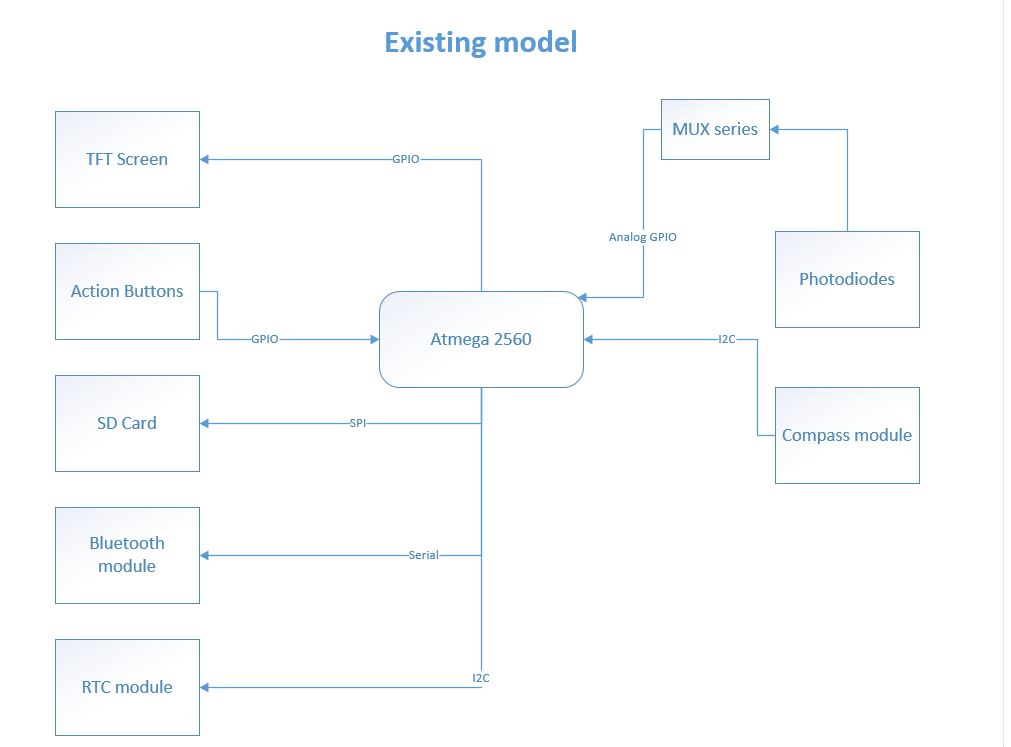 Existing model
TFT Screen
GPIO
MUX series
Analog GPIO
Photodiodes
Action Buttons
GPIO
Atmega 2560
I2C
SD Card
SPI
Compass module
Bluetooth
module
Serial
RTC module
I2C